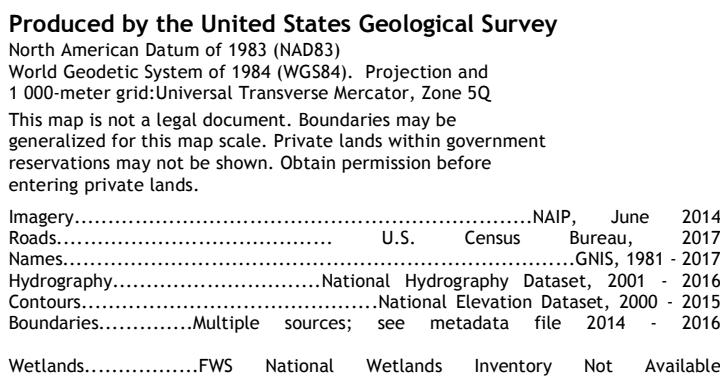 Produced by the United States Geological Survey
North American Datum of 1983 (NAD83)
World Geodetic System of 1984 (WGS84). Projection and
1 000-meter grid:Universal Transverse Mercator, Zone 5Q
This map is not a legal document. Boundaries may be
generalized for this map scale. Private lands within government
reservations may not be shown. Obtain permission before
entering private lands.
Imagery.............................................................NAIP, June 2014
Roads..................................... U.S. Census Bureau, 2017
Names....................................................................GNIS, 1981 - 2017
Hydrography............................National Hydrography Dataset, 2001 - 2016
Contours........................................National Elevation Dataset, 2000 - 2015
Boundaries..............Multiple sources; see metadata file 2014 - 2016
Wetlands................FWS National Wetlands Inventory Not Available